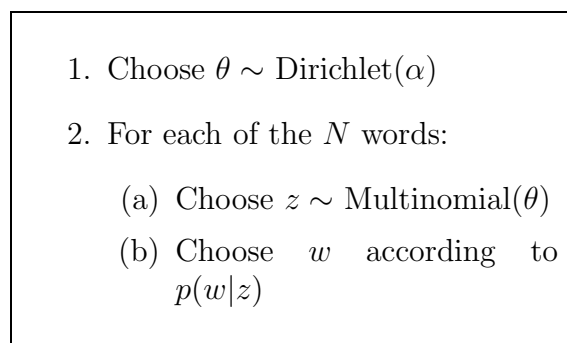 1. Choose θ ∼ Dirichlet(α)
2. For each of the N words:
(a) Choose z ∼ Multinomial(θ)
(b) Choose w according to
p(w|z)